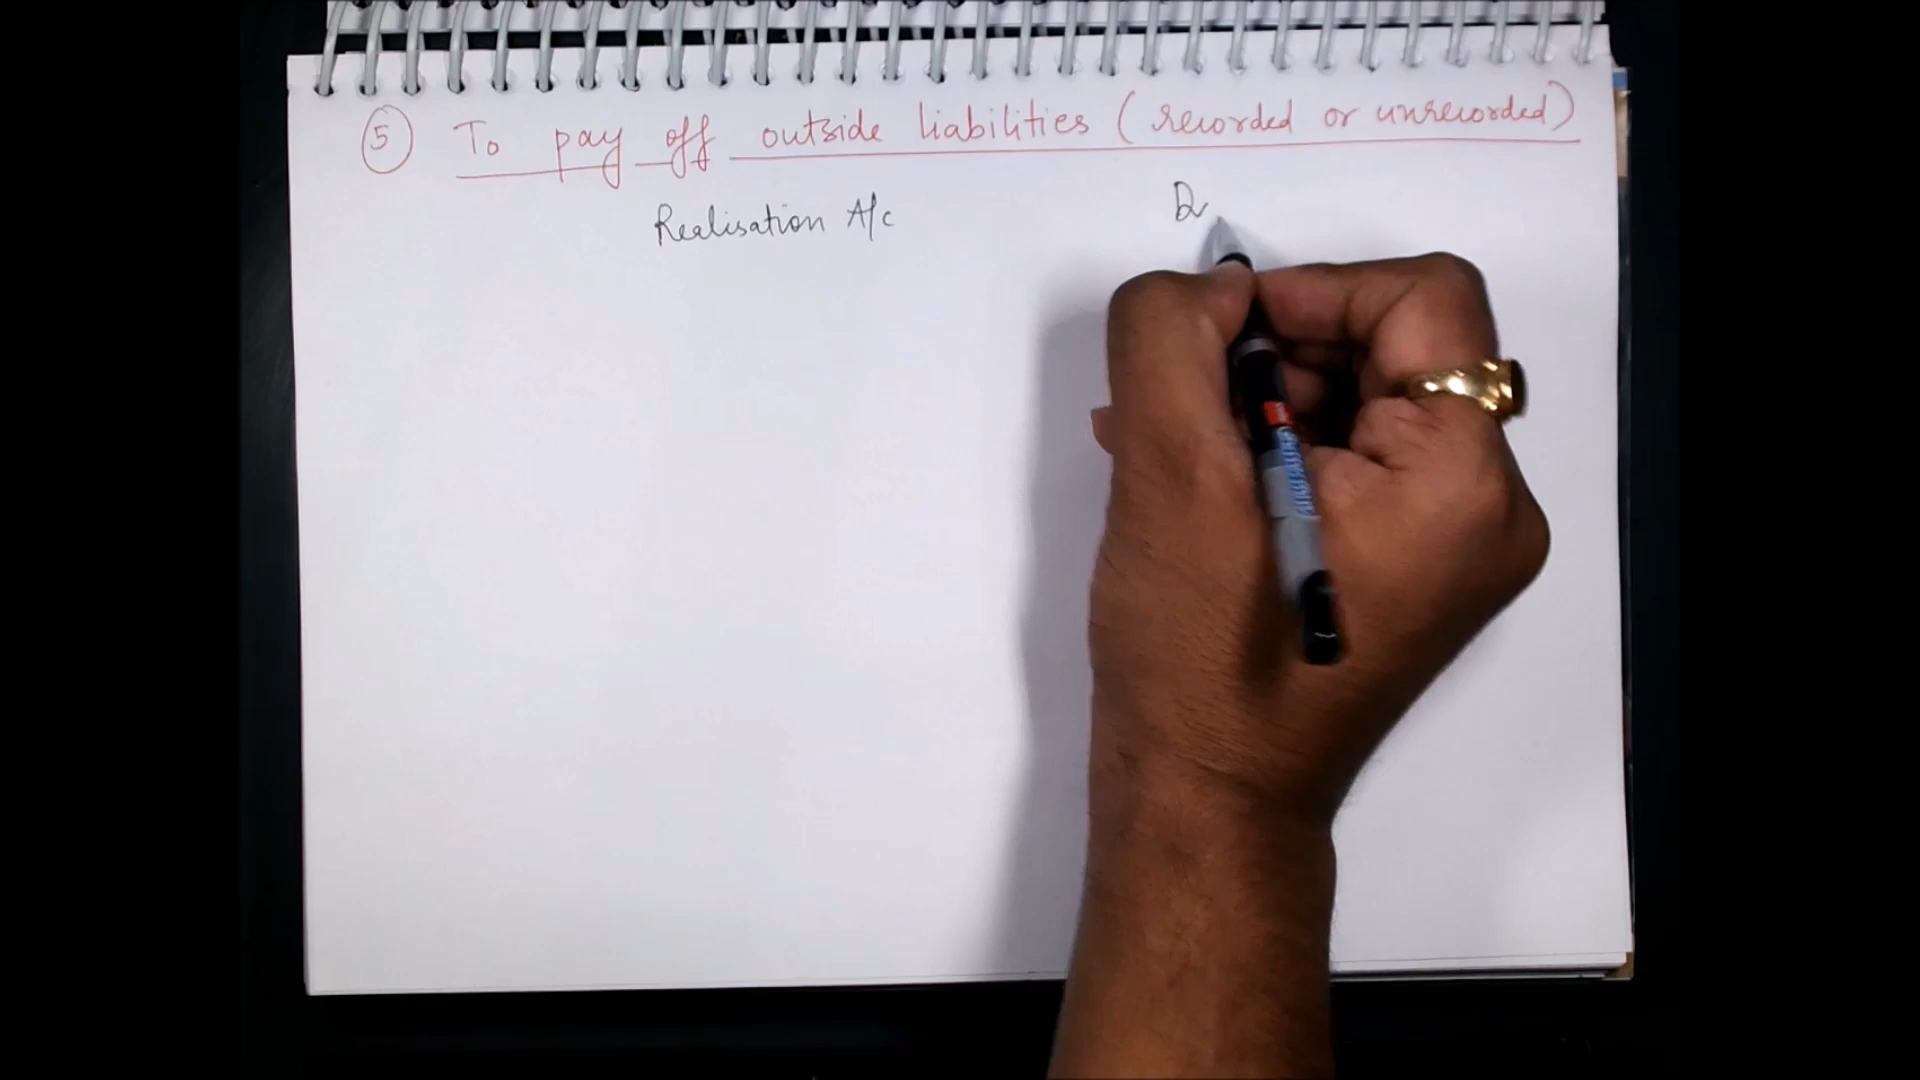 5 To pay off outside liabilities (recorded or unrecorded)
Realisation A/c Dr